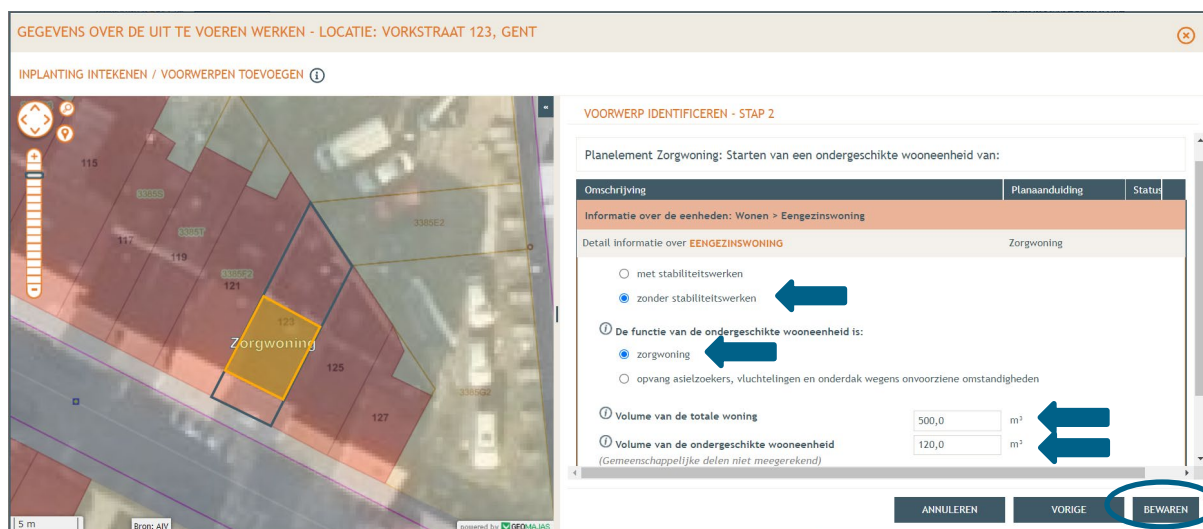 GEGEVENS OVER DE UIT TE VOEREN WERKEN - LOCATIE: VORKSTRAAT 123, GENT
INPLANTING INTEKENEN / VOORWERPEN TOEVOEGEN
115
3385S
117
3385T
119
3385F2
121
123
Zorgwoning
125
127
3385E2
3385G2
5 m
Bron: AIV
powered by GEOMAJAS
VOORWERP IDENTIFICEREN - STAP 2
Planelement Zorgwoning: Starten van een ondergeschikte wooneenheid van:
Omschrijving Planaanduiding Status
Informatie over de eenheden: Wonen > Eengezinswoning
Detail informatie over EENGEZINSWONING Zorgwoning
met stabiliteitswerken
zonder stabiliteitswerken
De functie van de ondergeschikte wooneenheid is:
zorgwoning
opvang asielzoekers, vluchtelingen en onderdak wegens onvoorziene omstandigheden
Volume van de totale woning 500,0 m³
Volume van de ondergeschikte wooneenheid 120,0 m³
(Gemeenschappelijke delen niet meegerekend)
ANNULEREN VORIGE BEWAREN